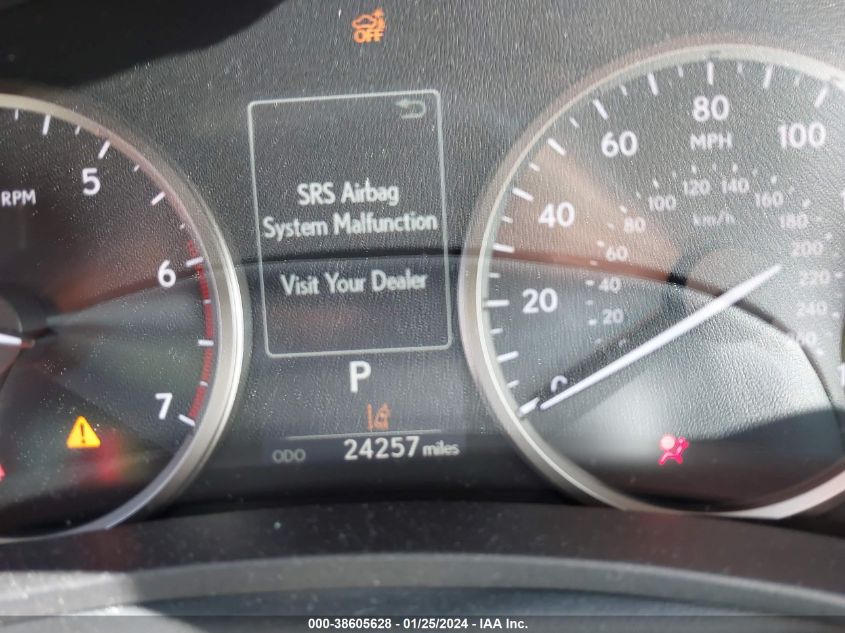 OFF
SRS Airbag
System Malfunction
Visit Your Dealer
P
ODO 24257 miles
RPM
5
6
7
0
20
40
60
80
100
MPH
km/h
20
40
60
80
100
120
140
160
180
200
220
240
260
000-38605628 - 01/25/2024 - IAA Inc.